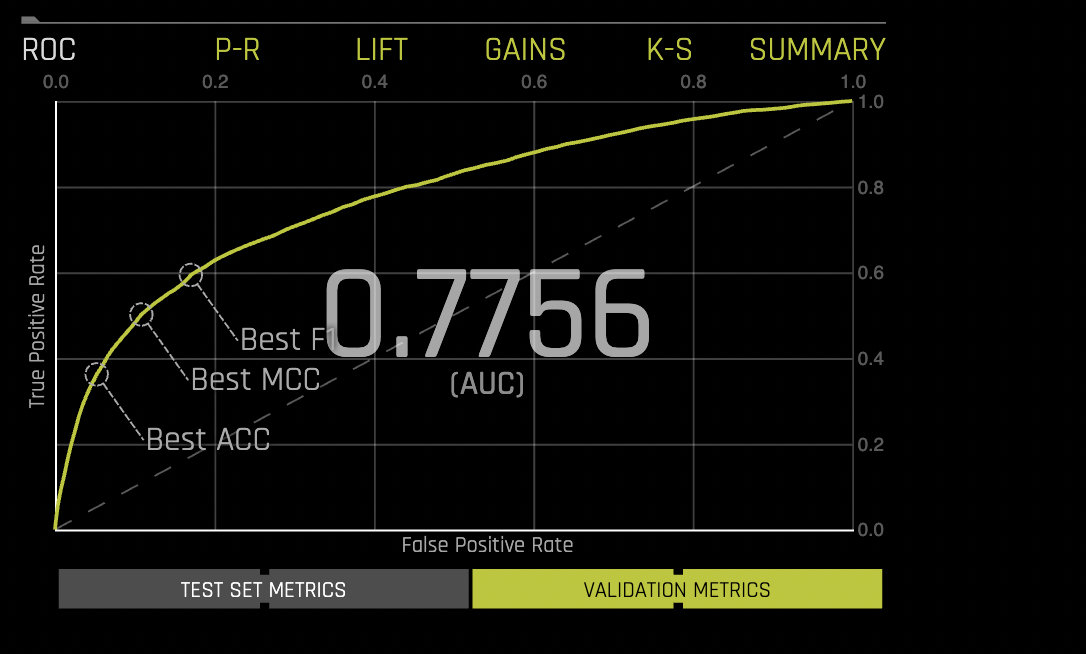 ROC P-R LIFT GAINS K-S SUMMARY
0.0 0.2 0.4 0.6 0.8 1.0
1.0
0.8
0.6
0.4
0.2
0.0
True Positive Rate
0.7756
(AUC)
Best F1
Best MCC
Best ACC
False Positive Rate
TEST SET METRICS VALIDATION METRICS